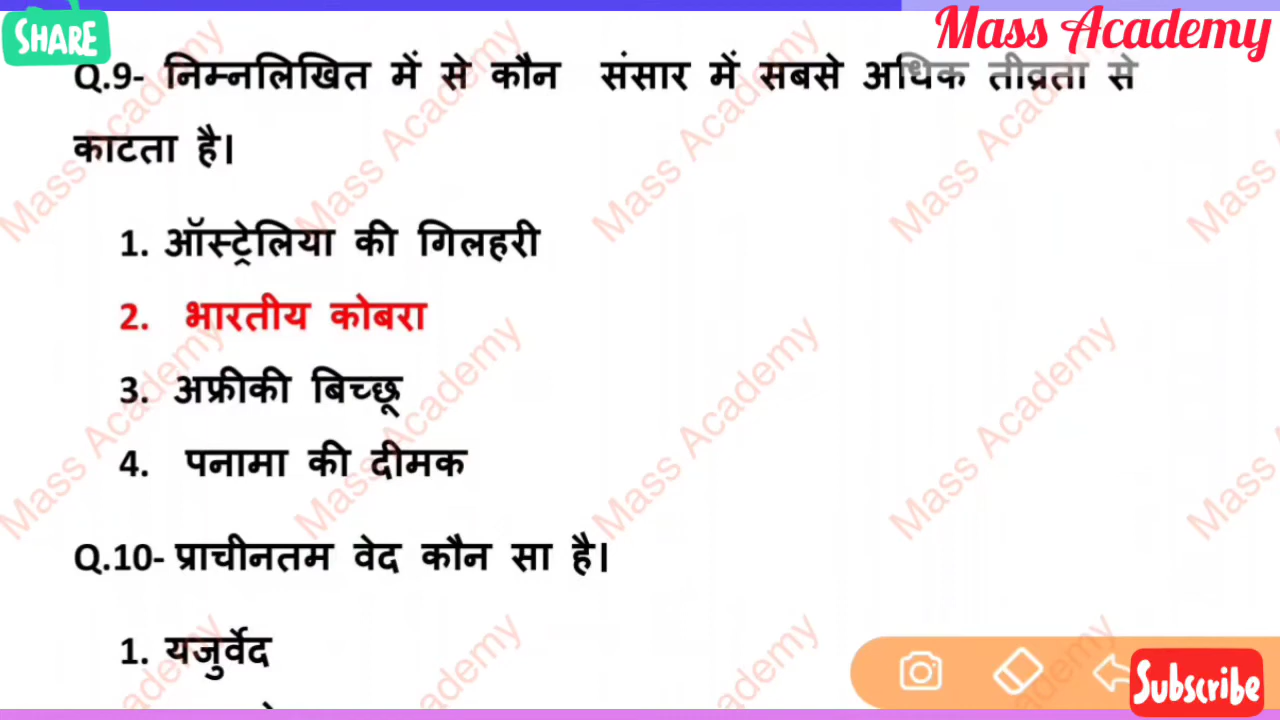 SHARE
Mass Academy
Q.9- निम्नलिखित में से कौन संसार में सबसे अधिक तीव्रता से
काटता है।
1. ऑस्ट्रेलिया की गिलहरी
2. भारतीय कोबरा
3. अफ्रीकी बिच्छू
4. पनामा की दीमक
Q.10- प्राचीनतम वेद कौन सा है।
1. यजुर्वेद
Subscribe